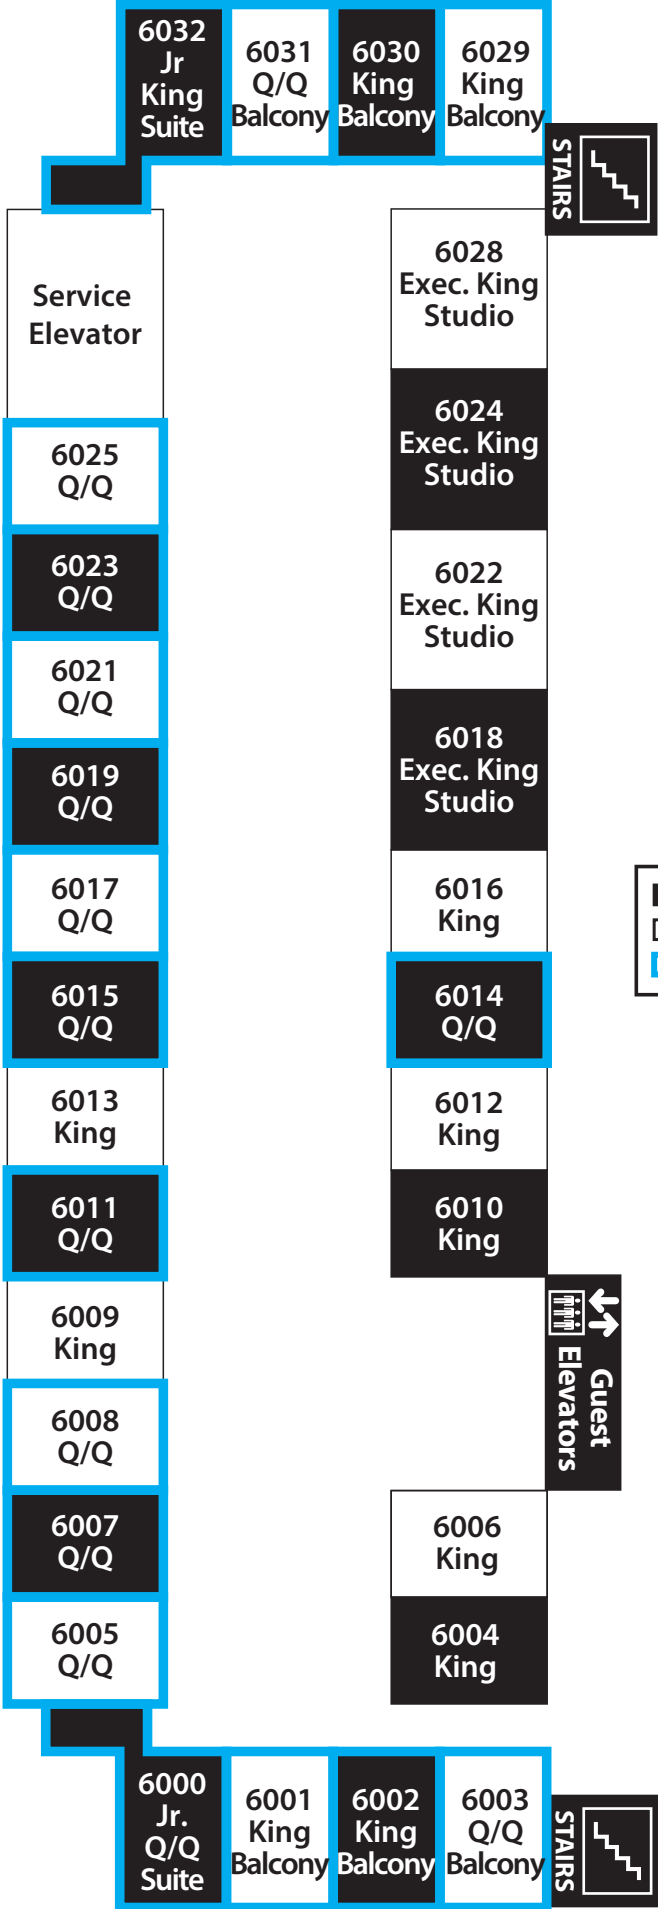 6032
Jr
King
Suite
6031
Q/Q
Balcony
6030
King
Balcony
6029
King
Balcony
STAIRS
Service
Elevator
6028
Exec. King
Studio
6025
Q/Q
6024
Exec. King
Studio
6023
Q/Q
6022
Exec. King
Studio
6021
Q/Q
6019
Q/Q
6018
Exec. King
Studio
6017
Q/Q
6016
King
6015
Q/Q
6014
Q/Q
6013
King
6012
King
6011
Q/Q
6010
King
6009
King
Guest
Elevators
6008
Q/Q
6007
Q/Q
6006
King
6005
Q/Q
6004
King
6000
Jr.
Q/Q
Suite
6001
King
Balcony
6002
King
Balcony
6003
Q/Q
Balcony
STAIRS